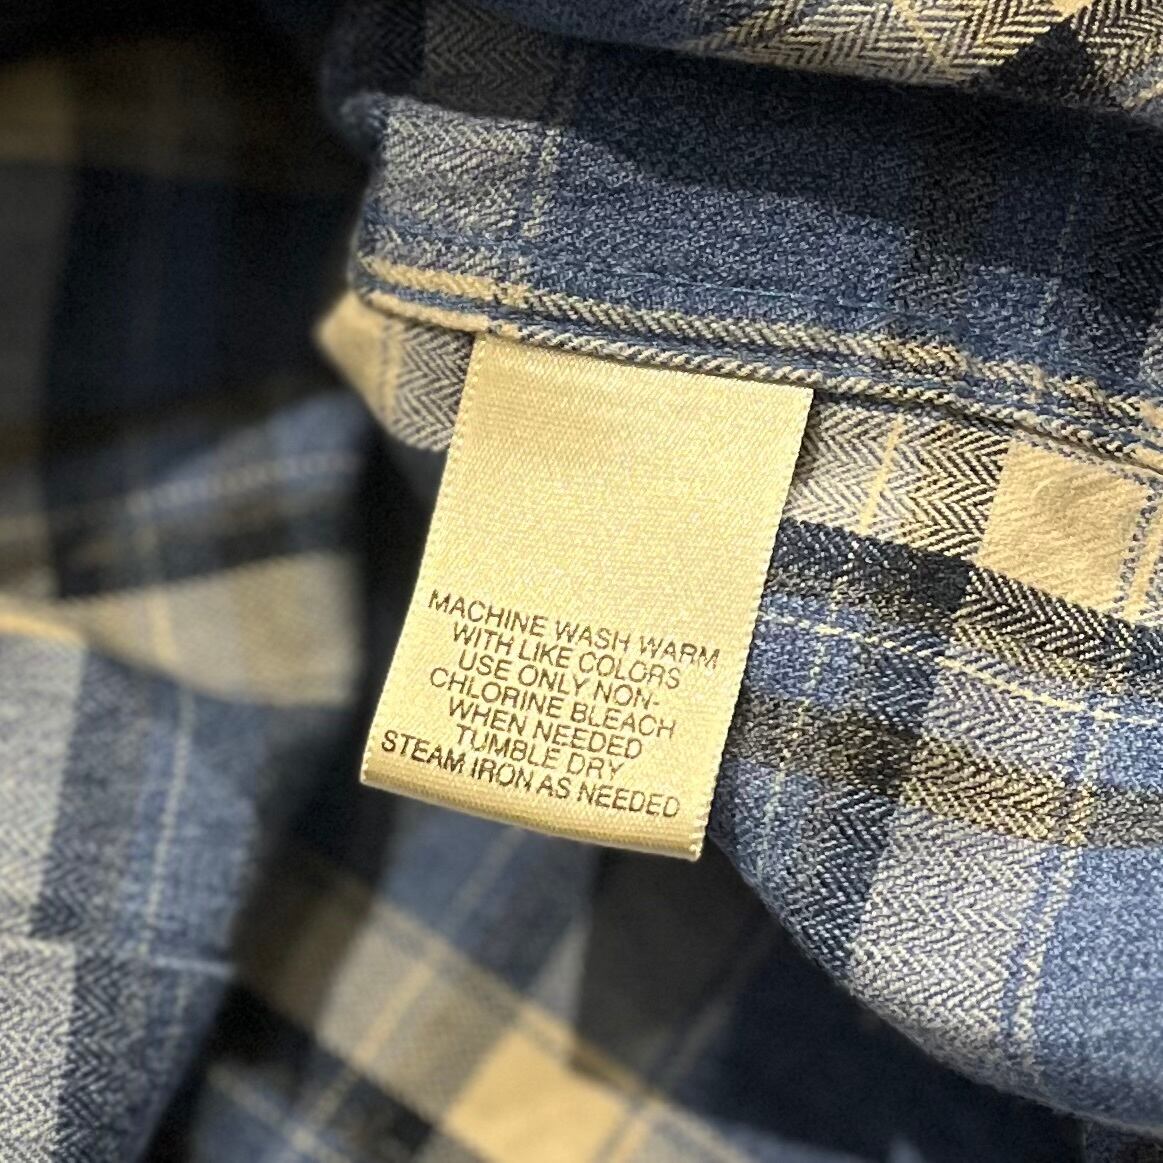 MACHINE WASH WARM
WITH LIKE COLORS
USE ONLY NON-
CHLORINE BLEACH
WHEN NEEDED
TUMBLE DRY
STEAM IRON AS NEEDED